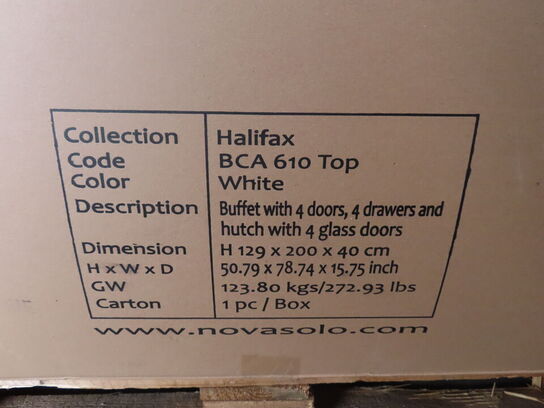 Collection Halifax
Code BCA 610 Top
Color White
Description Buffet with 4 doors, 4 drawers and
hutch with 4 glass doors
Dimension H 129 x 200 x 40 cm
H x W x D 50.79 x 78.74 x 15.75 inch
GW 123.80 kgs/272.93 lbs
Carton 1 pc / Box
www.novasolo.com